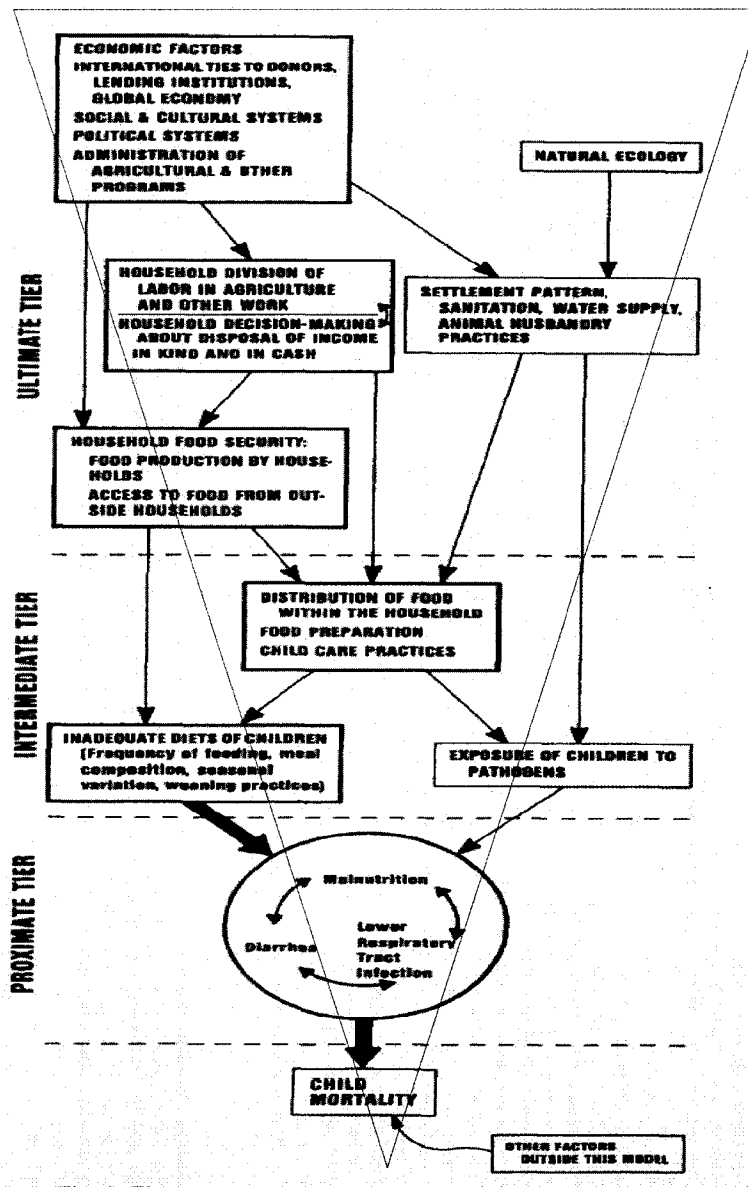 ECONOMIC FACTORS
INTERNATIONAL TIES TO DONORS,
LENDING INSTITUTIONS,
GLOBAL ECONOMY
SOCIAL & CULTURAL SYSTEMS
POLITICAL SYSTEMS
ADMINISTRATION OF
AGRICULTURAL & OTHER
PROGRAMS
NATURAL ECOLOGY
ULTIMATE TIER
HOUSEHOLD DIVISION OF
LABOR IN AGRICULTURE
AND OTHER WORK
HOUSEHOLD DECISION-MAKING
ABOUT DISPOSAL OF INCOME
IN KIND AND IN CASH
SETTLEMENT PATTERN,
SANITATION, WATER SUPPLY,
ANIMAL HUSBANDRY
PRACTICES
HOUSEHOLD FOOD SECURITY:
FOOD PRODUCTION BY HOUSE-
HOLDS
ACCESS TO FOOD FROM OUT-
SIDE HOUSEHOLDS
INTERMEDIATE TIER
DISTRIBUTION OF FOOD
WITHIN THE HOUSEHOLD
FOOD PREPARATION
CHILD CARE PRACTICES
INADEQUATE DIETS OF CHILDREN
(Frequency of feeding, meal
composition, seasonal
variation, weaning practices)
EXPOSURE OF CHILDREN TO
PATHOGENS
PROXIMATE TIER
Malnutrition
Diarrhea
Lower
Respiratory
Tract
Infection
CHILD
MORTALITY
OTHER FACTORS
OUTSIDE THIS MODEL